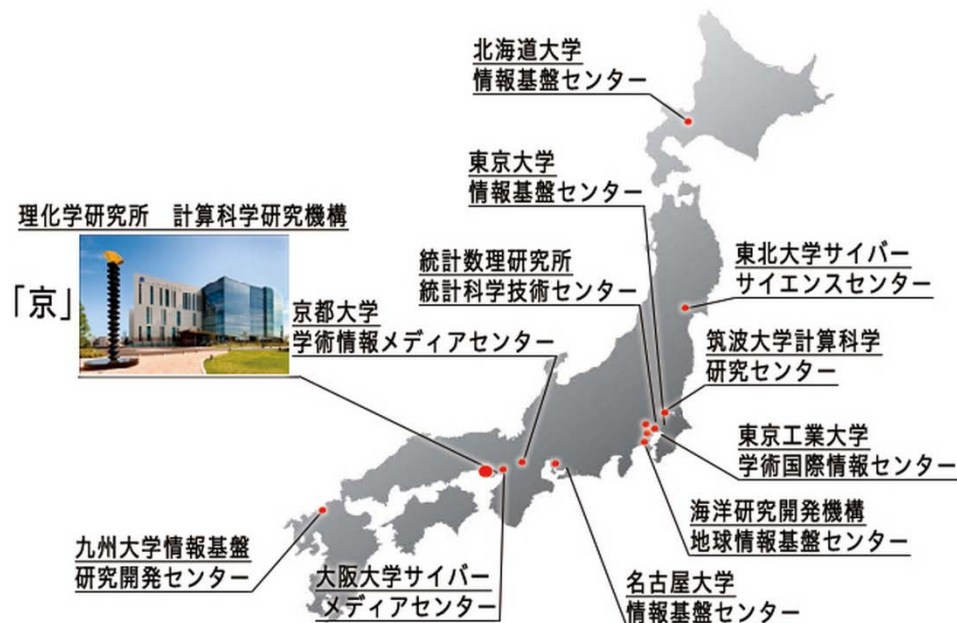 北海道大学
情報基盤センター
東京大学
情報基盤センター
理化学研究所　計算科学研究機構
「京」
統計数理研究所
統計科学技術センター
東北大学サイバー
サイエンスセンター
京都大学
学術情報メディアセンター
筑波大学計算科学
研究センター
東京工業大学
学術国際情報センター
海洋研究開発機構
地球情報基盤センター
九州大学情報基盤
研究開発センター
大阪大学サイバー
メディアセンター
名古屋大学
情報基盤センター